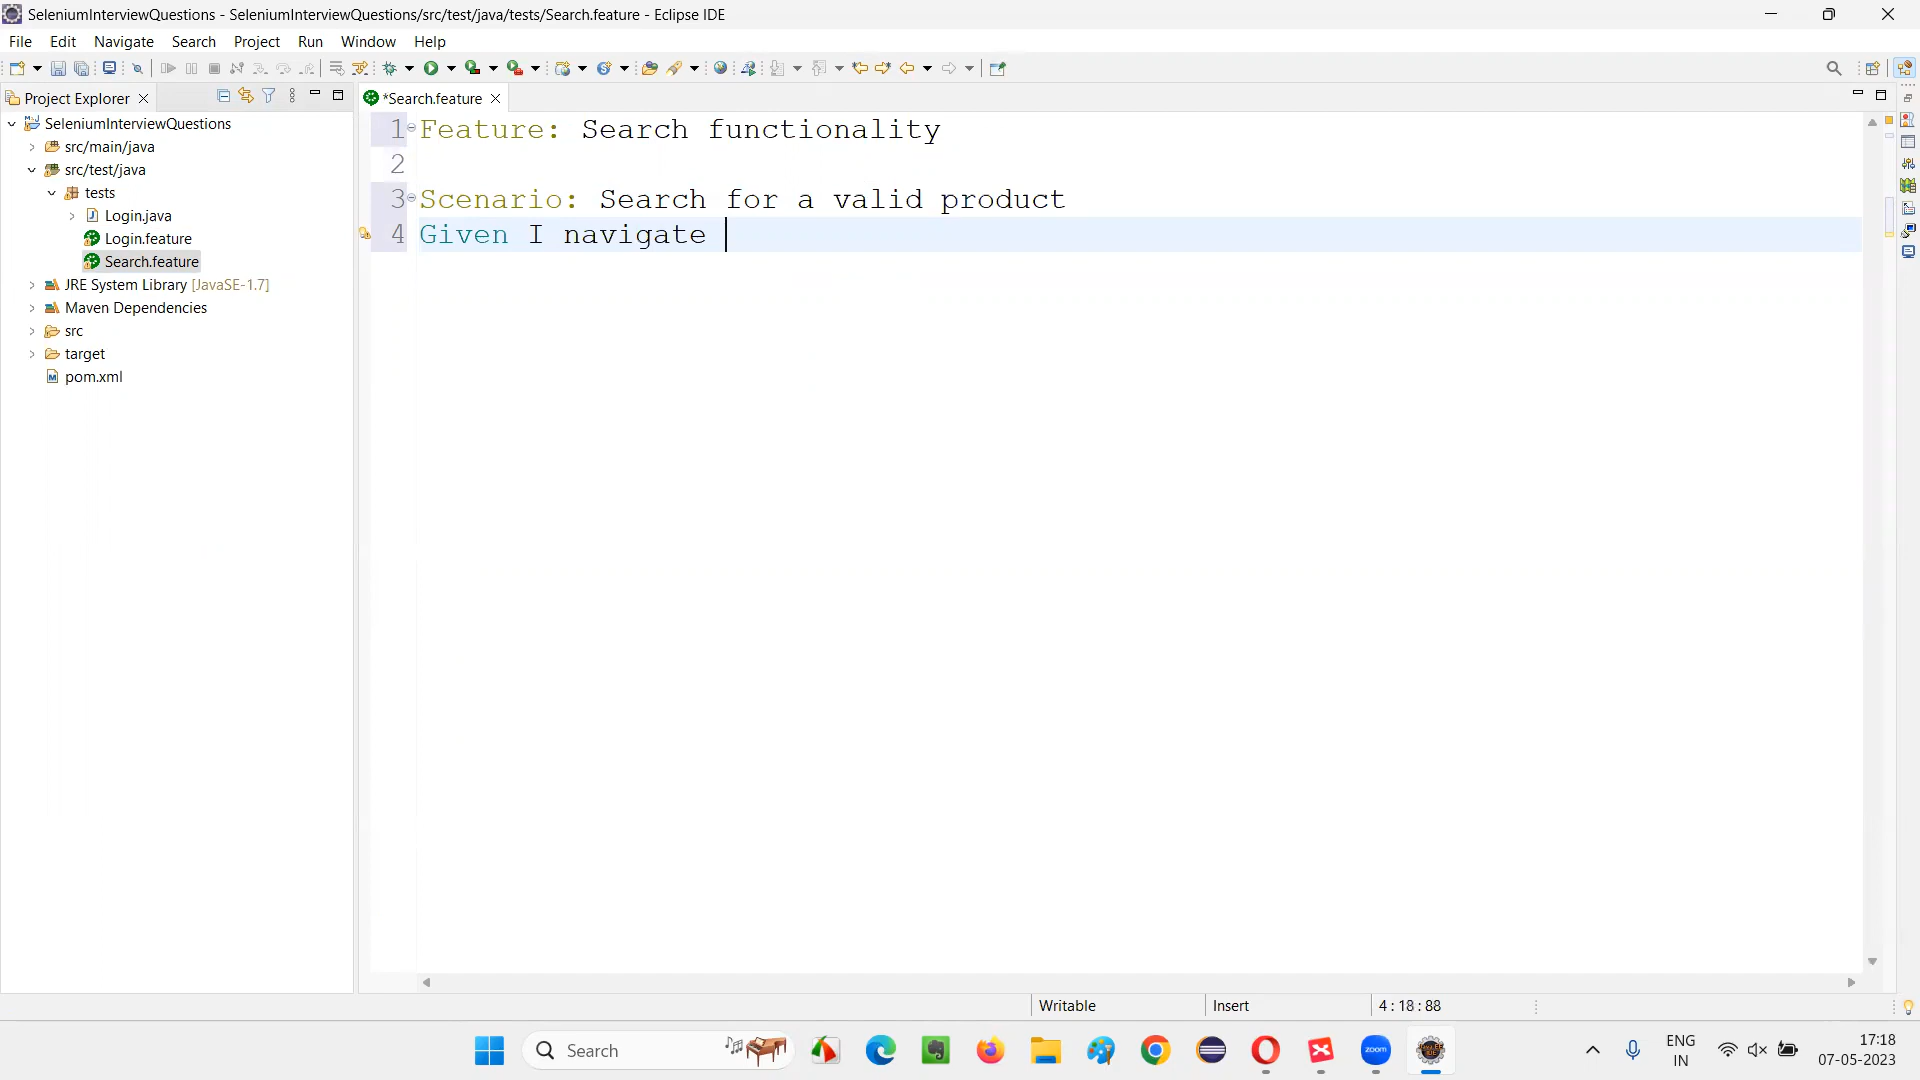 SeleniumInterviewQuestions - SeleniumInterviewQuestions/src/test/java/tests/Search.feature - Eclipse IDE
File Edit Navigate Search Project Run Window Help
Project Explorer
*Search.feature
SeleniumInterviewQuestions
src/main/java
src/test/java
tests
Login.java
Login.feature
Search.feature
JRE System Library [JavaSE-1.7]
Maven Dependencies
src
target
pom.xml
1 Feature: Search functionality
2
3 Scenario: Search for a valid product
4 Given I navigate
Writable Insert 4 : 18 : 88
Search
zoom
ENG
IN
17:18
07-05-2023